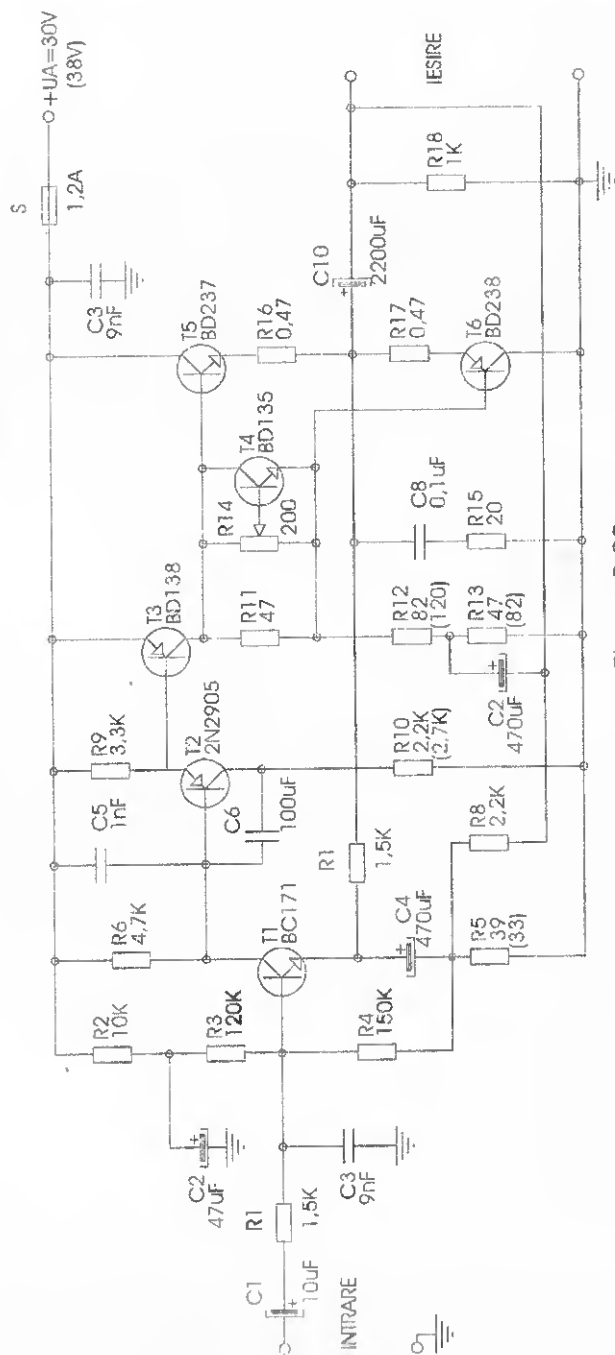 +UA=30V
(38V)
S
1,2A
C3
9nF
T5
BD237
R16
0,47
C10
2200uF
IESIRE
R18
1K
R17
0,47
T6
BD238
T3
BD138
R14
200
T4
BD135
R11
47
C8
0,1uF
R15
20
R12
82
(120)
R13
47
(82)
C2
470uF
R9
3,3K
T2
2N2905
C5
1nF
C6
100uF
R10
2,2K
(2,7K)
R6
4,7K
T1
BC171
R1
1,5K
C4
470uF
R8
2,2K
R5
39
(33)
R2
10K
R3
120K
R4
150K
C2
47uF
C3
9nF
R1
1,5K
C1
10uF
INTRARE